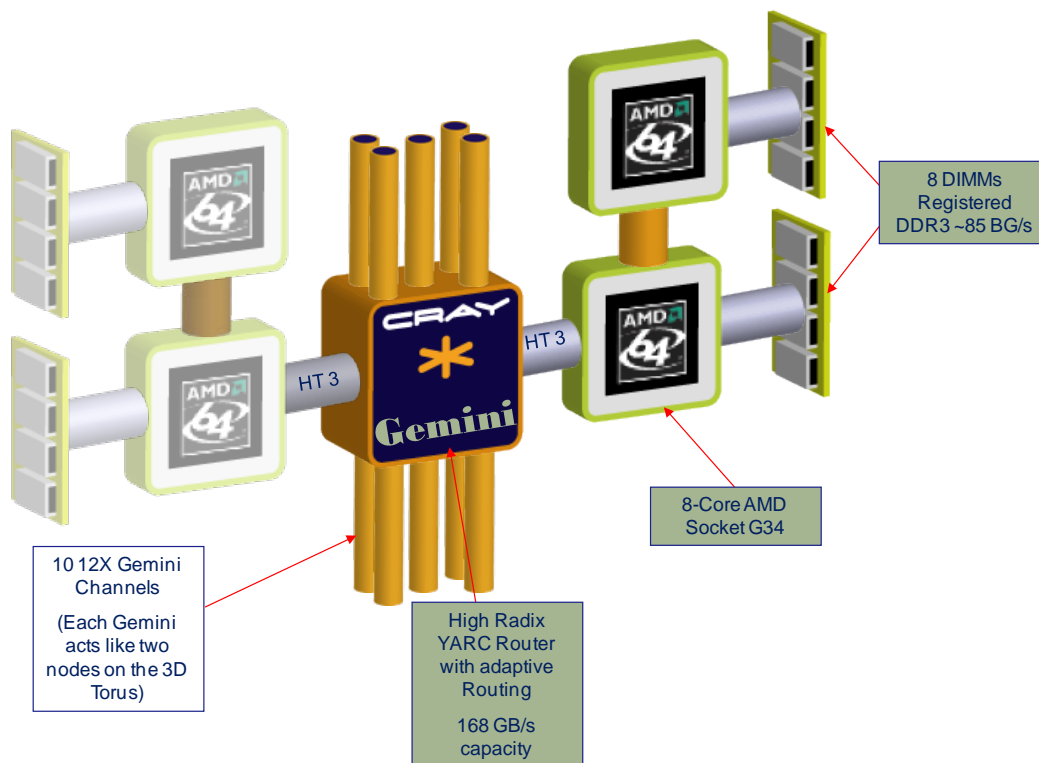 AMD
64
AMD
64
AMD
64
AMD
64
CRAY
Gemini
HT 3
HT 3
8 DIMMs
Registered
DDR3 ~85 BG/s
8-Core AMD
Socket G34
10 12X Gemini
Channels
(Each Gemini
acts like two
nodes on the 3D
Torus)
High Radix
YARC Router
with adaptive
Routing
168 GB/s
capacity